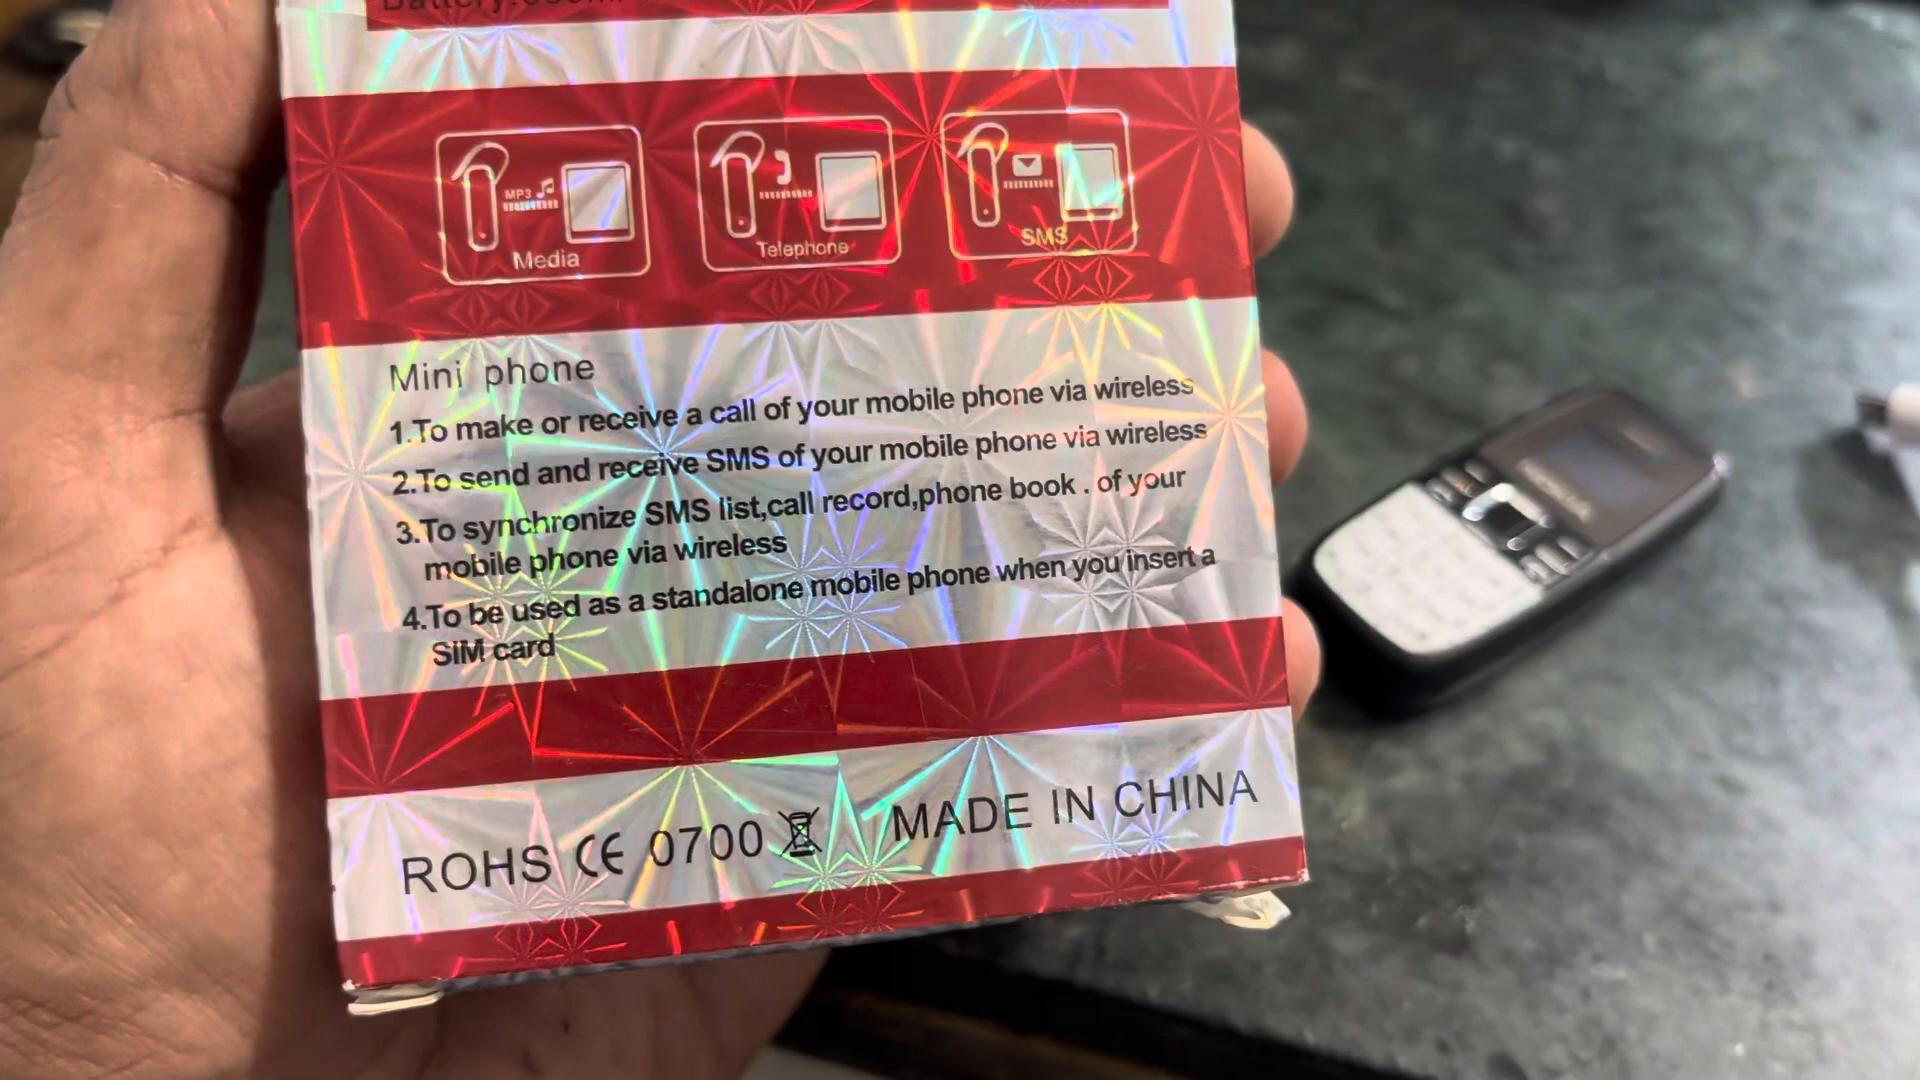 MP3
Media
Telephone
SMS
Mini phone
1.To make or receive a call of your mobile phone via wireless
2.To send and receive SMS of your mobile phone via wireless
3.To synchronize SMS list,call record,phone book . of your
mobile phone via wireless
4.To be used as a standalone mobile phone when you insert a
SIM card
ROHS CE 0700 MADE IN CHINA